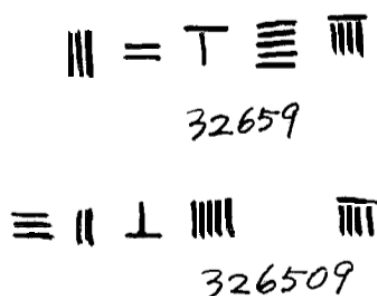 𝍢 𝍪 𝍥 𝍭 𝍨
32659
𝍫 𝍡 𝍮 𝍤   𝍨
326509